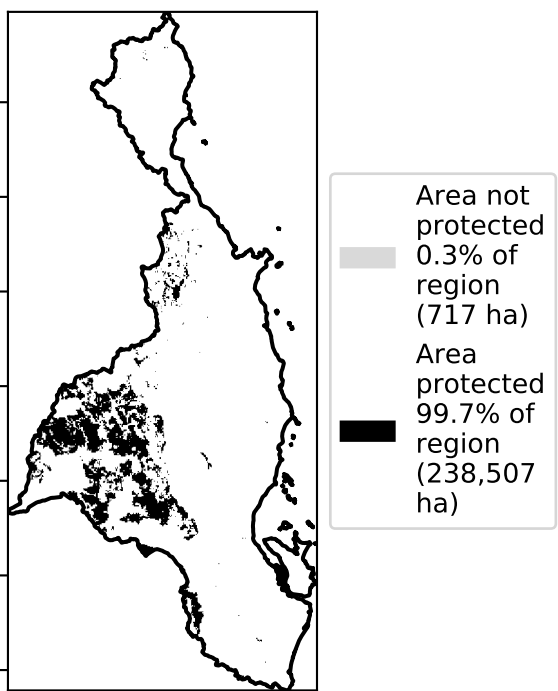 Area not
protected
0.3% of
region
(717 ha)
Area
protected
99.7% of
region
(238,507
ha)